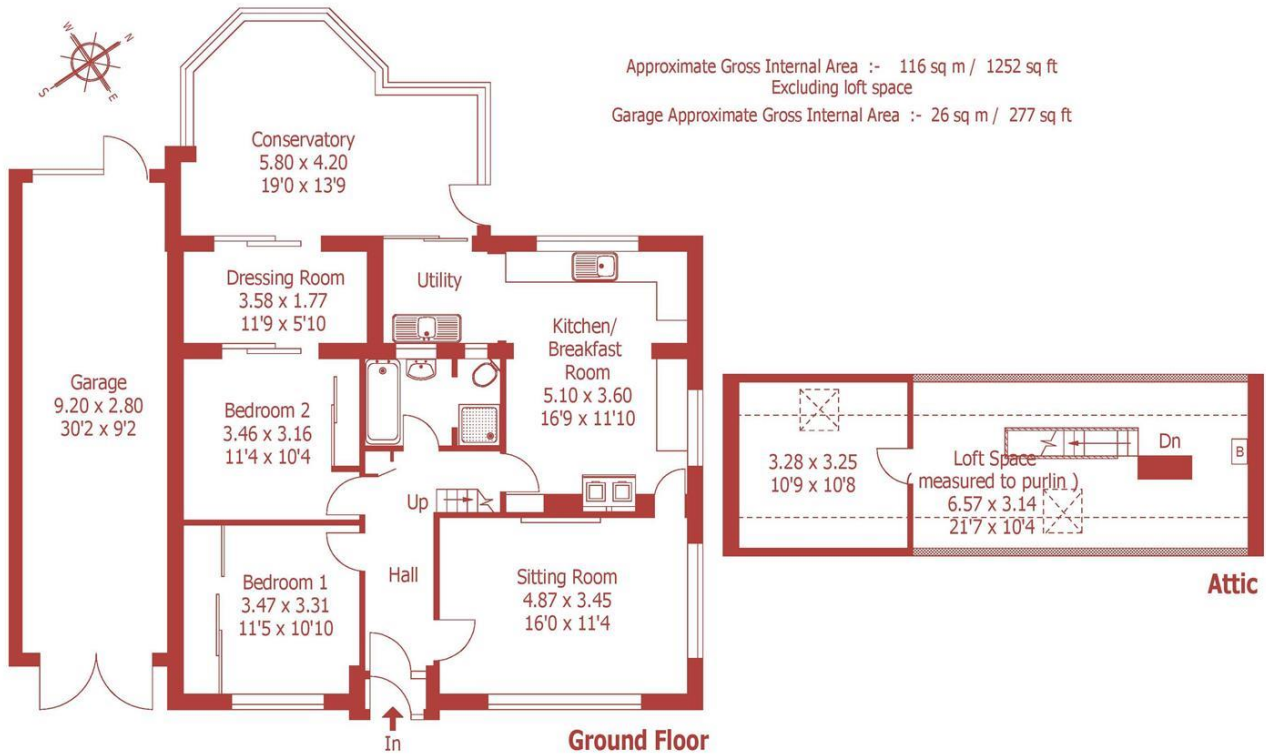 W
N
S
E
Approximate Gross Internal Area :- 116 sq m / 1252 sq ft
Excluding loft space
Garage Approximate Gross Internal Area :- 26 sq m / 277 sq ft
Conservatory
5.80 x 4.20
19'0 x 13'9
Dressing Room
3.58 x 1.77
11'9 x 5'10
Utility
Kitchen/
Breakfast
Room
5.10 x 3.60
16'9 x 11'10
Garage
9.20 x 2.80
30'2 x 9'2
Bedroom 2
3.46 x 3.16
11'4 x 10'4
Up
Hall
Bedroom 1
3.47 x 3.31
11'5 x 10'10
Sitting Room
4.87 x 3.45
16'0 x 11'4
In
Ground Floor
3.28 x 3.25
10'9 x 10'8
Dn
B
Loft Space
( measured to purlin )
6.57 x 3.14
21'7 x 10'4
Attic